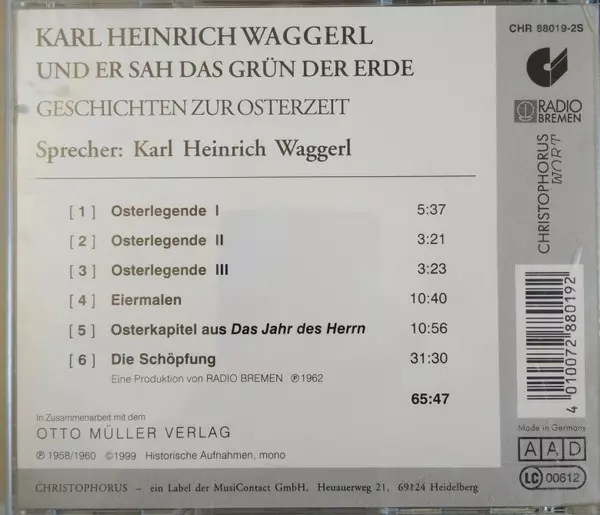 CHR 88019-2S
KARL HEINRICH WAGGERL
UND ER SAH DAS GRÜN DER ERDE
GESCHICHTEN ZUR OSTERZEIT
Sprecher: Karl Heinrich Waggerl
RADIO
BREMEN
CHRISTOPHORUS
WORT
[ 1 ] Osterlegende I 5:37
[ 2 ] Osterlegende II 3:21
[ 3 ] Osterlegende III 3:23
[ 4 ] Eiermalen 10:40
[ 5 ] Osterkapitel aus Das Jahr des Herrn 10:56
[ 6 ] Die Schöpfung 31:30
Eine Produktion von RADIO BREMEN ℗1962
65:47
In Zusammenarbeit mit dem
OTTO MÜLLER VERLAG
℗ 1958/1960 ©1999 Historische Aufnahmen, mono
CHRISTOPHORUS – ein Label der MusiContact GmbH, Heuauerweg 21, 69124 Heidelberg
4 010072 880192
Made in Germany
A A D
LC 00612